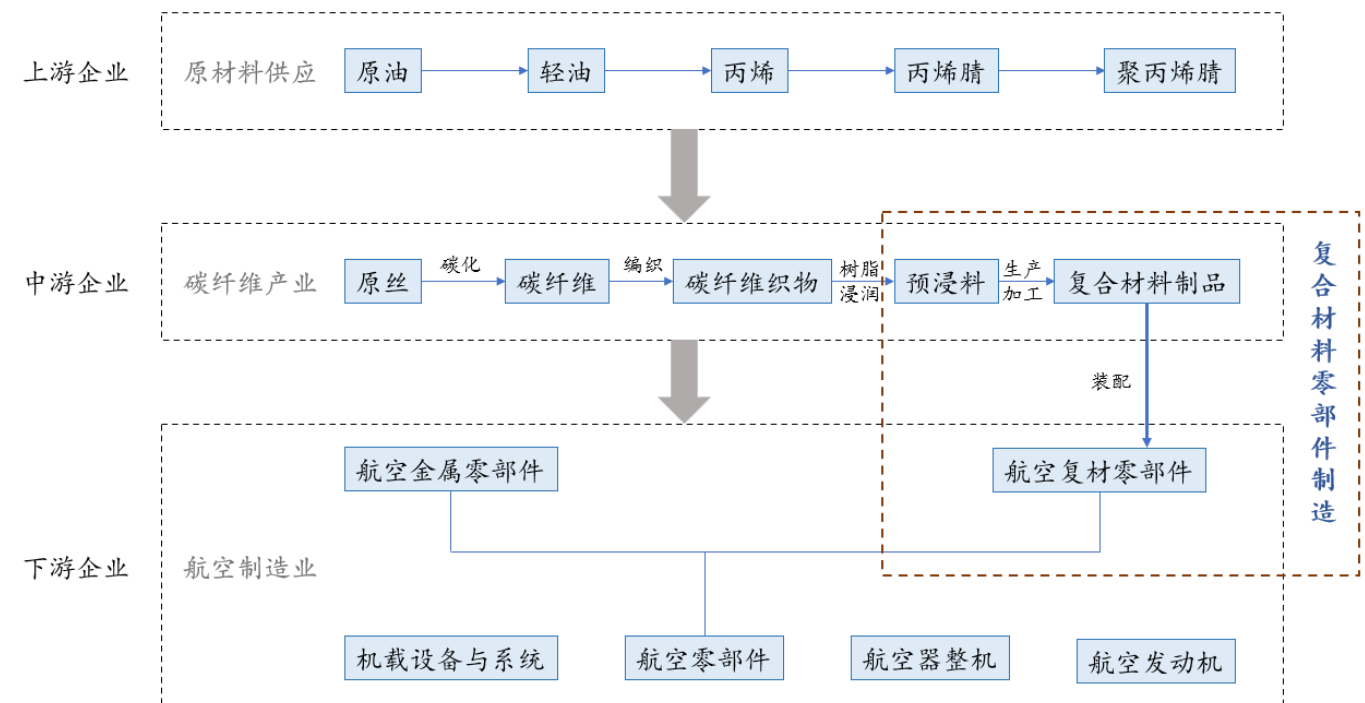 上游企业
原材料供应
原油
轻油
丙烯
丙烯腈
聚丙烯腈
中游企业
碳纤维产业
原丝
碳化
碳纤维
编织
碳纤维织物
树脂
浸润
预浸料
生产
加工
复合材料制品
复合材料零部件制造
装配
下游企业
航空制造业
航空金属零部件
航空复材零部件
机载设备与系统
航空零部件
航空器整机
航空发动机